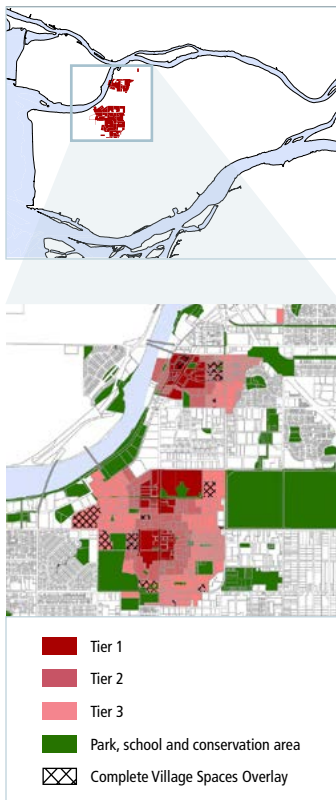 Tier 1
Tier 2
Tier 3
Park, school and conservation area
Complete Village Spaces Overlay